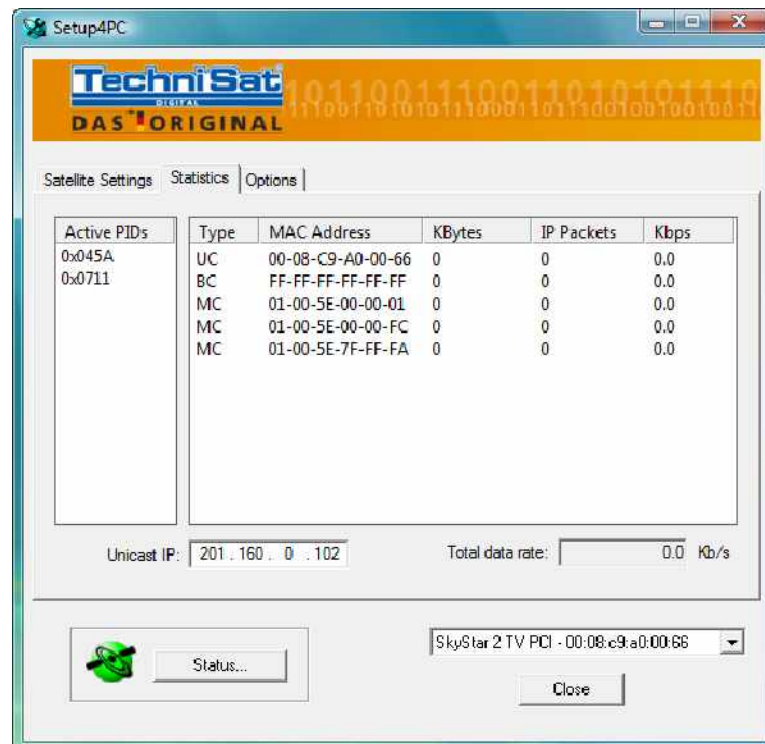 Setup4PC
TechniSat
DIGITAL
DAS ORIGINAL
Satellite Settings Statistics Options
Active PIDs Type MAC Address KBytes IP Packets Kbps
0x045A UC 00-08-C9-A0-00-66 0 0 0.0
0x0711 BC FF-FF-FF-FF-FF-FF 0 0 0.0
MC 01-00-5E-00-00-01 0 0 0.0
MC 01-00-5E-00-00-FC 0 0 0.0
MC 01-00-5E-7F-FF-FA 0 0 0.0
Unicast IP: 201 . 160 . 0 . 102 Total data rate: 0.0 Kb/s
Status... SkyStar 2 TV PCI - 00:08:c9:a0:00:66
Close